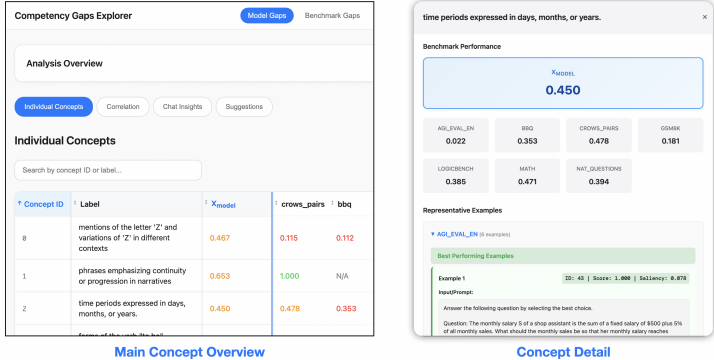 Competency Gaps Explorer
Model Gaps
Benchmark Gaps
Analysis Overview
Individual Concepts
Correlation
Chat Insights
Suggestions
Individual Concepts
Search by concept ID or label...
↑ Concept ID
Label
Xmodel
crows_pairs
bbq
0
mentions of the letter 'Z' and
variations of 'Z' in different
contexts
0.467
0.115
0.112
1
phrases emphasizing continuity
or progression in narratives
0.653
1.000
N/A
2
time periods expressed in days,
months, or years.
0.450
0.478
0.353
Main Concept Overview
time periods expressed in days, months, or years.
×
Benchmark Performance
XMODEL
0.450
AGI_EVAL_EN
0.022
BBQ
0.353
CROWS_PAIRS
0.478
GSM8K
0.181
LOGICBENCH
0.385
MATH
0.471
NAT_QUESTIONS
0.394
Representative Examples
▼ AGI_EVAL_EN (6 examples)
Best Performing Examples
Example 1
ID: 43 | Score: 1.000 | Saliency: 0.078
Input/Prompt:
Answer the following question by selecting the best choice.
Question: The monthly salary S of a shop assistant is the sum of a fixed salary of $500 plus 5%
of all monthly sales. What should the monthly sales be so that her monthly salary reaches
Concept Detail